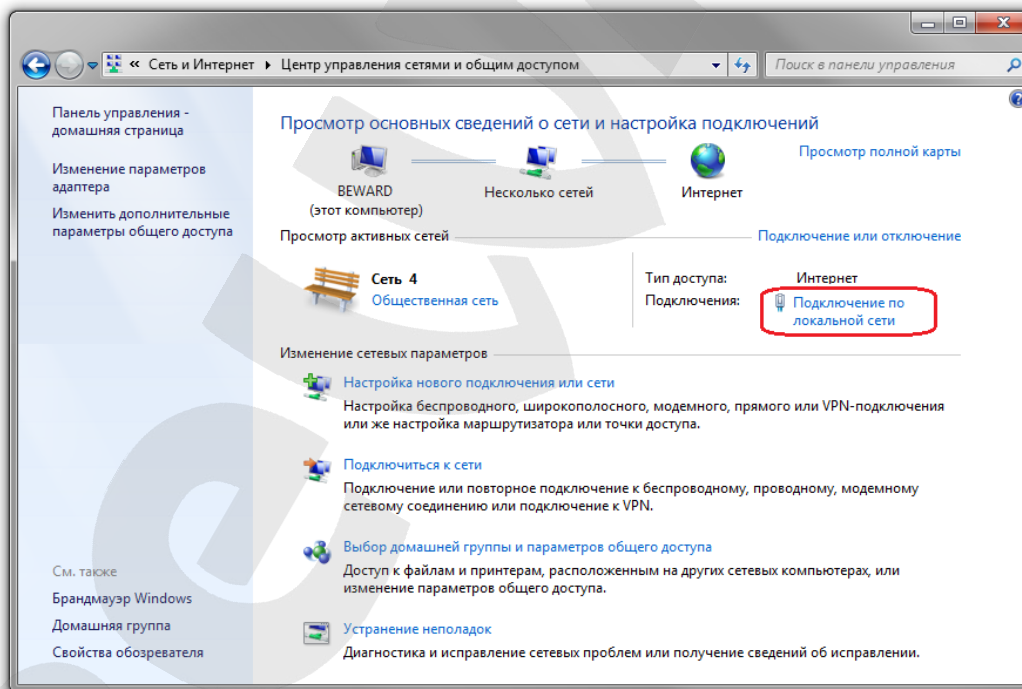 « Сеть и Интернет Центр управления сетями и общим доступом Поиск в панели управления
Панель управления -
домашняя страница
Изменение параметров
адаптера
Изменить дополнительные
параметры общего доступа
См. также
Брандмауэр Windows
Домашняя группа
Свойства обозревателя
Просмотр основных сведений о сети и настройка подключений
BEWARD
(этот компьютер)
Несколько сетей
Интернет
Просмотр полной карты
Просмотр активных сетей
Подключение или отключение
Сеть 4
Общественная сеть
Тип доступа: Интернет
Подключения: Подключение по
локальной сети
Изменение сетевых параметров
Настройка нового подключения или сети
Настройка беспроводного, широкополосного, модемного, прямого или VPN-подключения
или же настройка маршрутизатора или точки доступа.
Подключиться к сети
Подключение или повторное подключение к беспроводному, проводному, модемному
сетевому соединению или подключение к VPN.
Выбор домашней группы и параметров общего доступа
Доступ к файлам и принтерам, расположенным на других сетевых компьютерах, или
изменение параметров общего доступа.
Устранение неполадок
Диагностика и исправление сетевых проблем или получение сведений об исправлении.